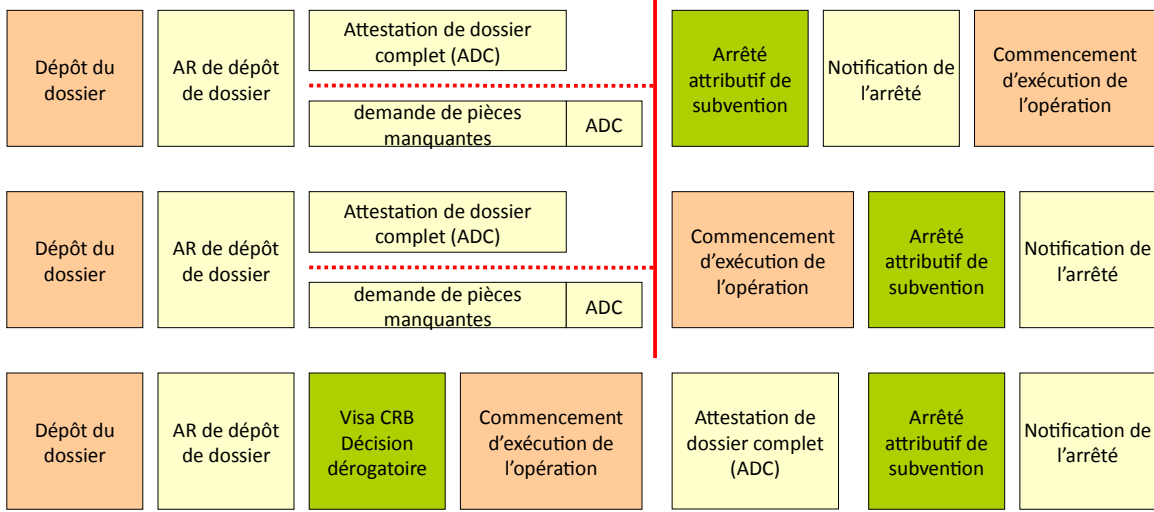 Dépôt du
dossier
AR de dépôt
de dossier
Attestation de dossier
complet (ADC)
demande de pièces
manquantes
ADC
Arrêté
attributif de
subvention
Notification de
l'arrêté
Commencement
d'exécution de
l'opération
Dépôt du
dossier
AR de dépôt
de dossier
Attestation de dossier
complet (ADC)
demande de pièces
manquantes
ADC
Commencement
d'exécution de
l'opération
Arrêté
attributif de
subvention
Notification de
l'arrêté
Dépôt du
dossier
AR de dépôt
de dossier
Visa CRB
Décision
dérogatoire
Commencement
d'exécution de
l'opération
Attestation de
dossier complet
(ADC)
Arrêté
attributif de
subvention
Notification de
l'arrêté